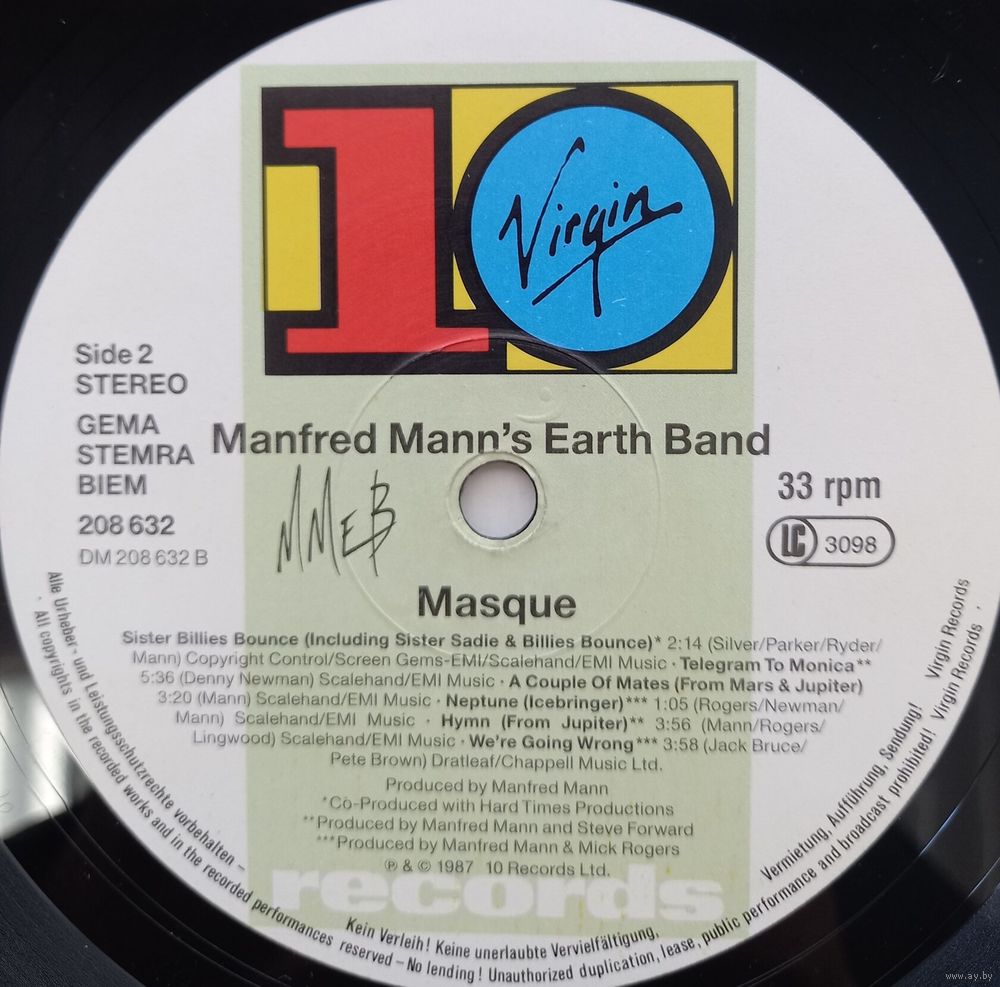 10
Virgin
Side 2
STEREO
GEMA
STEMRA
BIEM
208 632
DM 208 632 B
Manfred Mann's Earth Band
MMEB
33 rpm
LC 3098
Masque
Sister Billies Bounce (Including Sister Sadie & Billies Bounce)* 2:14 (Silver/Parker/Ryder/
Mann) Copyright Control/Screen Gems-EMI/Scalehand/EMI Music · Telegram To Monica**
5:36 (Denny Newman) Scalehand/EMI Music · A Couple Of Mates (From Mars & Jupiter)
3:20 (Mann) Scalehand/EMI Music · Neptune (Icebringer)*** 1:05 (Rogers/Newman/
Mann) Scalehand/EMI Music · Hymn (From Jupiter)** 3:56 (Mann/Rogers/
Lingwood) Scalehand/EMI Music · We're Going Wrong*** 3:58 (Jack Bruce/
Pete Brown) Dratleaf/Chappell Music Ltd.
Produced by Manfred Mann
*Co-Produced with Hard Times Productions
**Produced by Manfred Mann and Steve Forward
***Produced by Manfred Mann & Mick Rogers
℗ & © 1987 10 Records Ltd.
records
Alle Urheber- und Leistungsschutzrechte vorbehalten – Kein Verleih! Keine unerlaubte Vervielfältigung, Vermietung, Aufführung, Sendung! Virgin Records
· All copyrights in the recorded works and in the recorded performances reserved – No lending! Unauthorized duplication, lease, public performance and broadcast prohibited! Virgin Records ·
www.ay.by